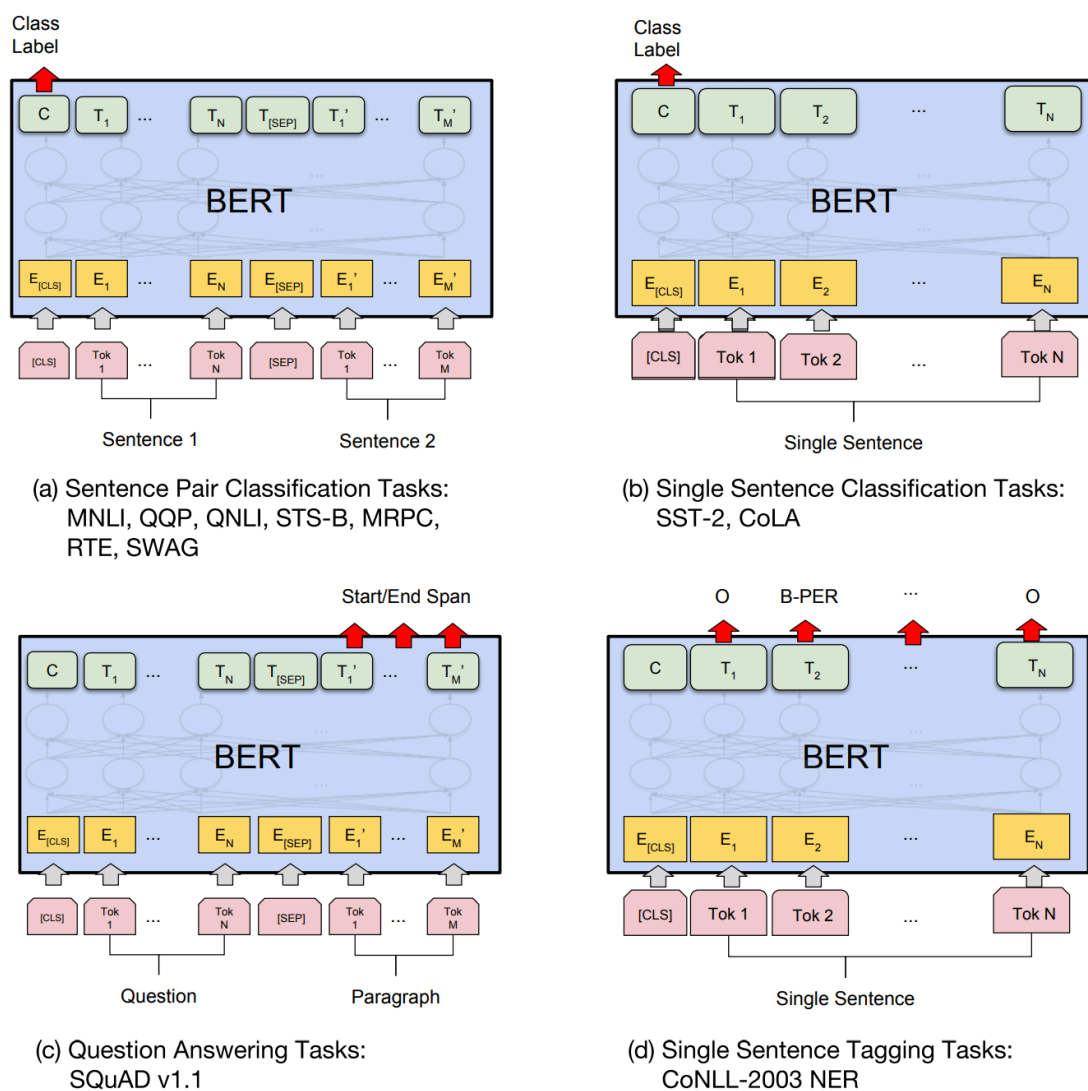 Class
Label
C T1 ... TN T[SEP] T1’ ... TM’
...
BERT
...
E[CLS] E1 ... EN E[SEP] E1’ ... EM’
[CLS] Tok 1 ... Tok N [SEP] Tok 1 ... Tok M
Sentence 1 Sentence 2
(a) Sentence Pair Classification Tasks:
MNLI, QQP, QNLI, STS-B, MRPC,
RTE, SWAG
Class
Label
C T1 T2 ... TN
...
BERT
...
E[CLS] E1 E2 ... EN
[CLS] Tok 1 Tok 2 ... Tok N
Single Sentence
(b) Single Sentence Classification Tasks:
SST-2, CoLA
Start/End Span
C T1 ... TN T[SEP] T1’ ... TM’
...
BERT
...
E[CLS] E1 ... EN E[SEP] E1’ ... EM’
[CLS] Tok 1 ... Tok N [SEP] Tok 1 ... Tok M
Question Paragraph
(c) Question Answering Tasks:
SQuAD v1.1
O B-PER ... O
C T1 T2 ... TN
...
BERT
...
E[CLS] E1 E2 ... EN
[CLS] Tok 1 Tok 2 ... Tok N
Single Sentence
(d) Single Sentence Tagging Tasks:
CoNLL-2003 NER